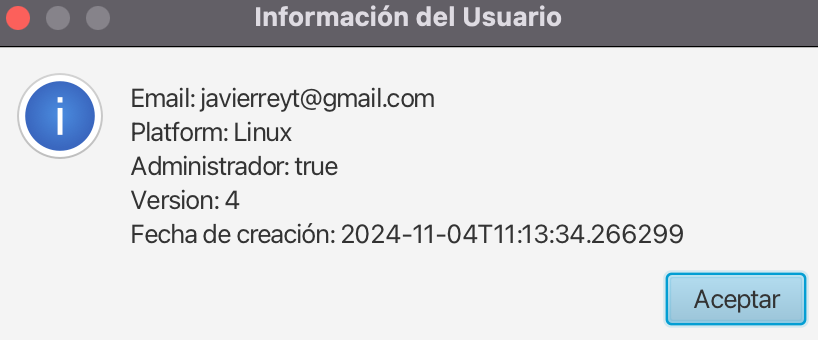 Información del Usuario
Email: javierreyt@gmail.com
Platform: Linux
Administrador: true
Version: 4
Fecha de creación: 2024-11-04T11:13:34.266299
Aceptar